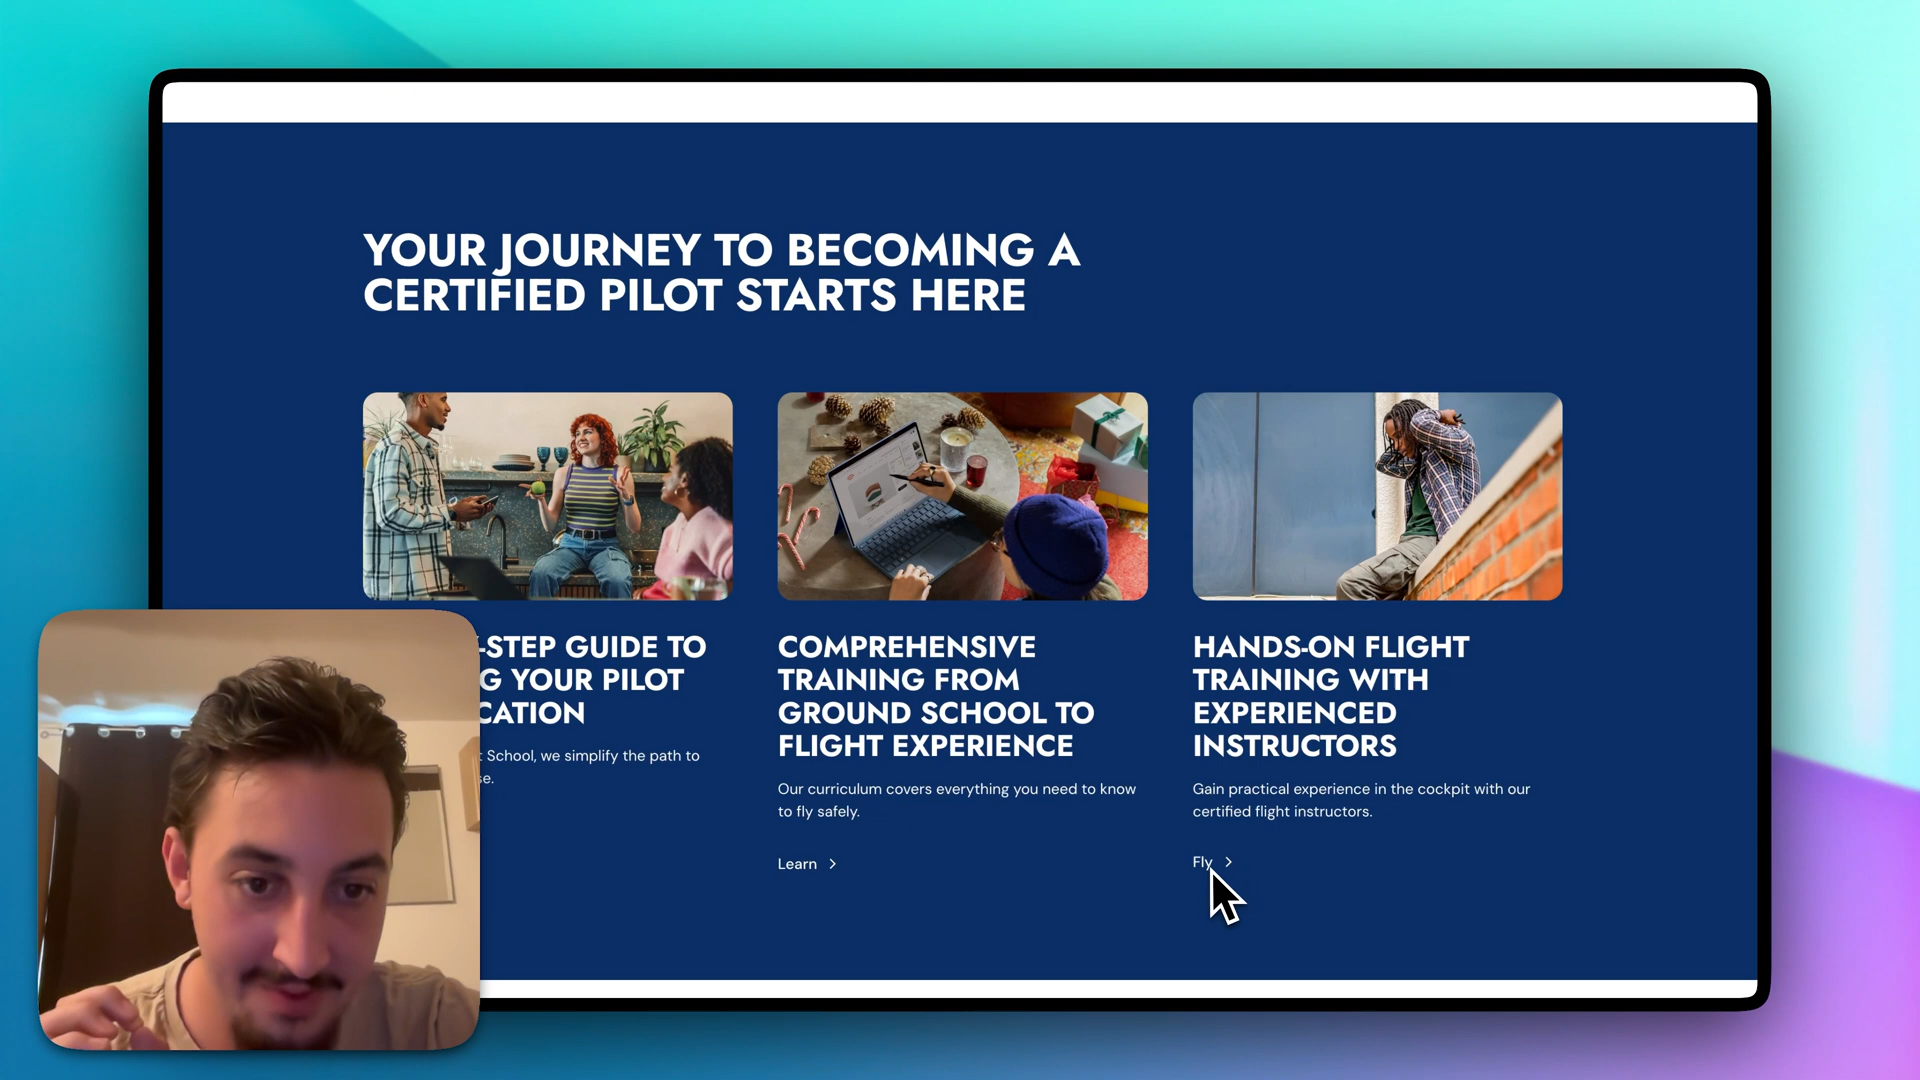 YOUR JOURNEY TO BECOMING A
CERTIFIED PILOT STARTS HERE
-STEP GUIDE TO
G YOUR PILOT
CATION
School, we simplify the path to
se.
COMPREHENSIVE
TRAINING FROM
GROUND SCHOOL TO
FLIGHT EXPERIENCE
Our curriculum covers everything you need to know
to fly safely.
Learn
HANDS-ON FLIGHT
TRAINING WITH
EXPERIENCED
INSTRUCTORS
Gain practical experience in the cockpit with our
certified flight instructors.
Fly